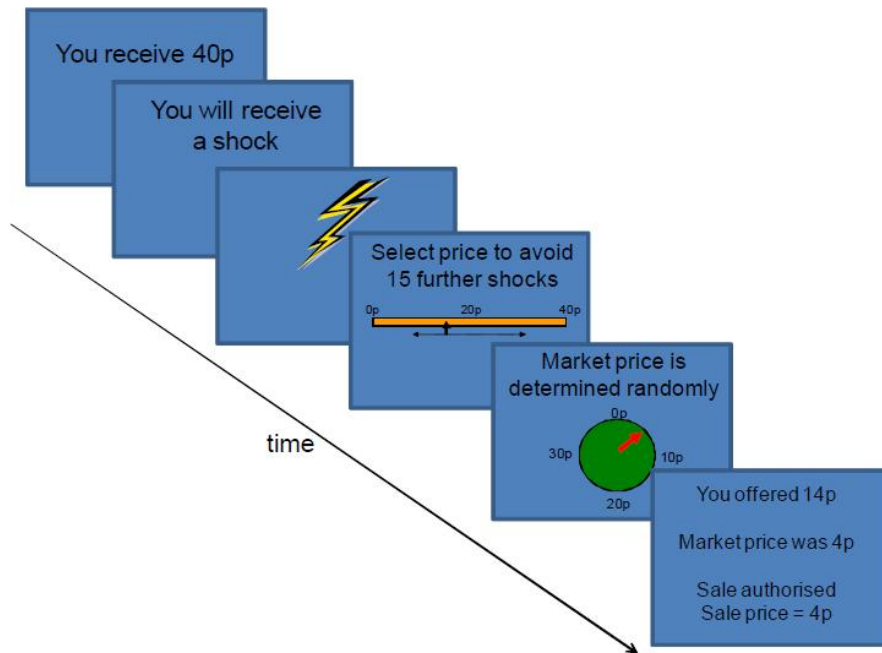 You receive 40p
You will receive
a shock
Select price to avoid
15 further shocks
0p 20p 40p
Market price is
determined randomly
0p
30p 10p
20p
time
You offered 14p
Market price was 4p
Sale authorised
Sale price = 4p